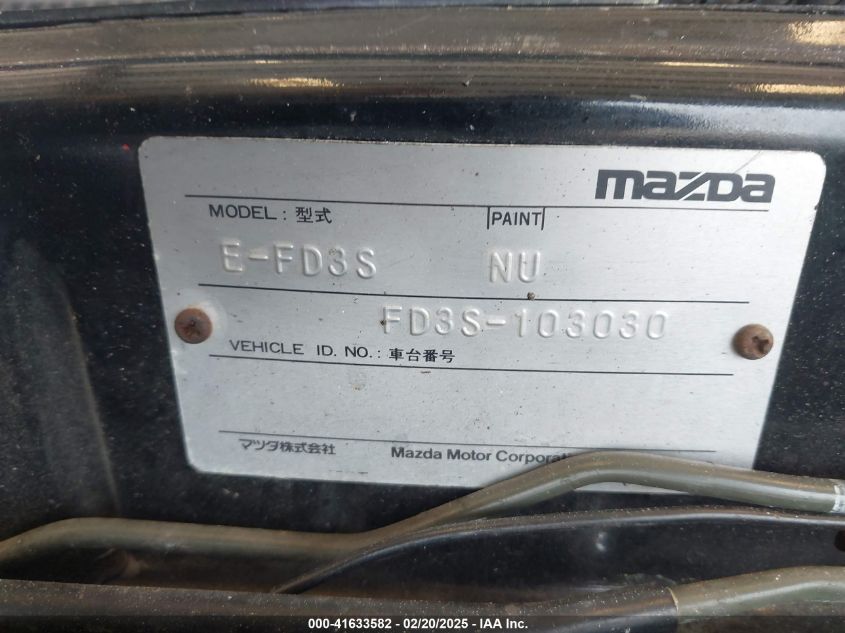 mazda
MODEL : 型式 PAINT
E-FD3S NU
FD3S-103030
VEHICLE ID. NO. : 車台番号
マツダ株式会社 Mazda Motor
000-41633582 / 02/20/2025 / IAA Inc.